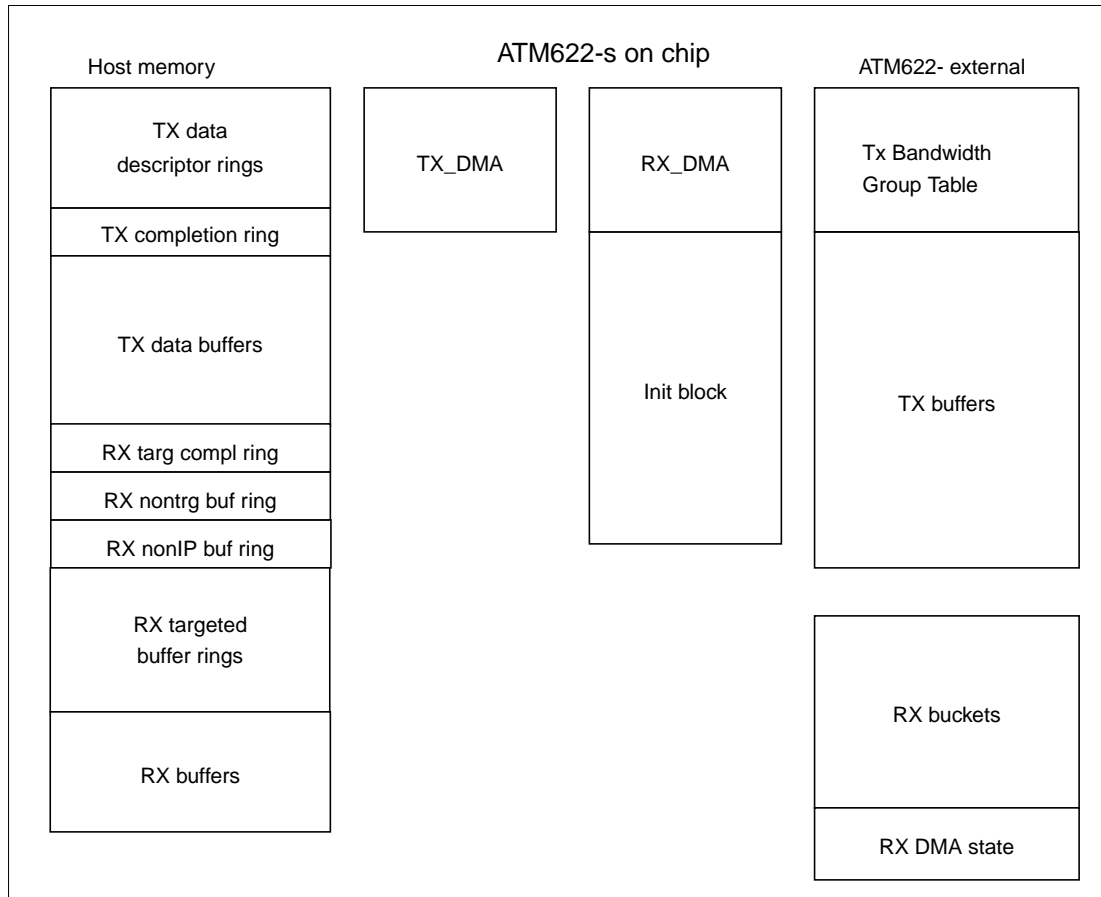 ATM622-s on chip
Host memory
ATM622- external
TX data
descriptor rings
TX completion ring
TX data buffers
RX targ compl ring
RX nontrg buf ring
RX nonIP buf ring
RX targeted
buffer rings
RX buffers
TX_DMA
RX_DMA
Init block
Tx Bandwidth
Group Table
TX buffers
RX buckets
RX DMA state